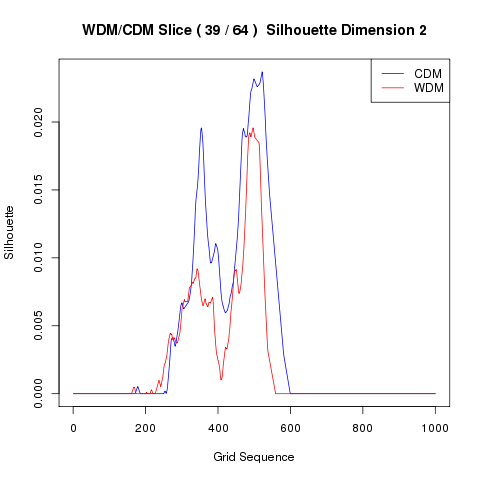 WDM/CDM Slice ( 39 / 64 )  Silhouette Dimension 2
CDM
WDM
Silhouette
0.020
0.015
0.010
0.005
0.000
0
200
400
600
800
1000
Grid Sequence